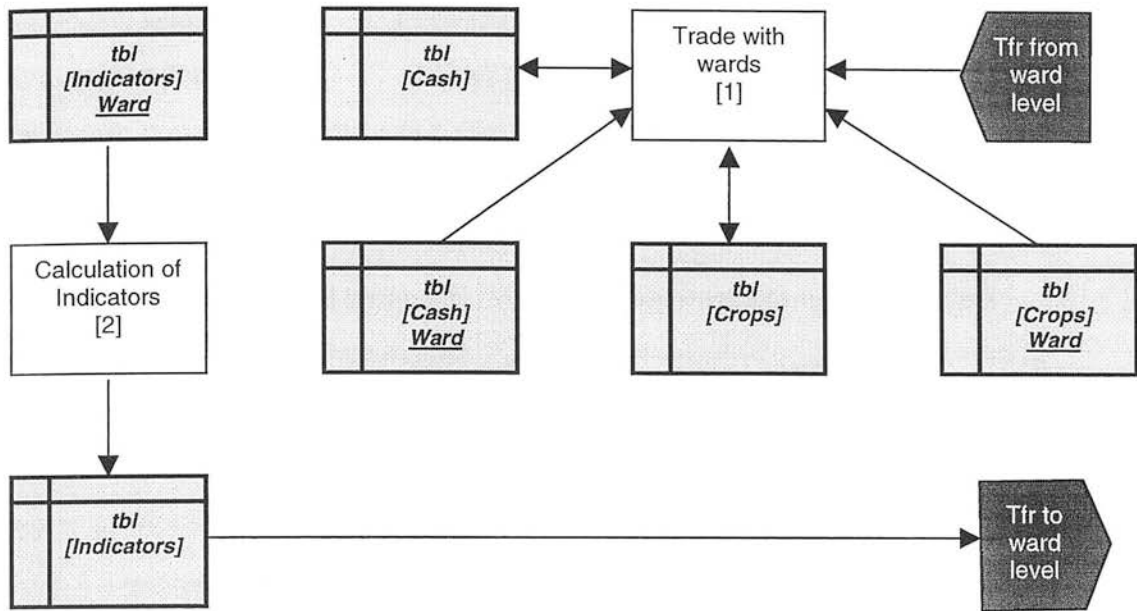 tbl
[Indicators]
Ward
tbl
[Cash]
Trade with
wards
[1]
Tfr from
ward
level
Calculation of
Indicators
[2]
tbl
[Cash]
Ward
tbl
[Crops]
tbl
[Crops]
Ward
tbl
[Indicators]
Tfr to
ward
level